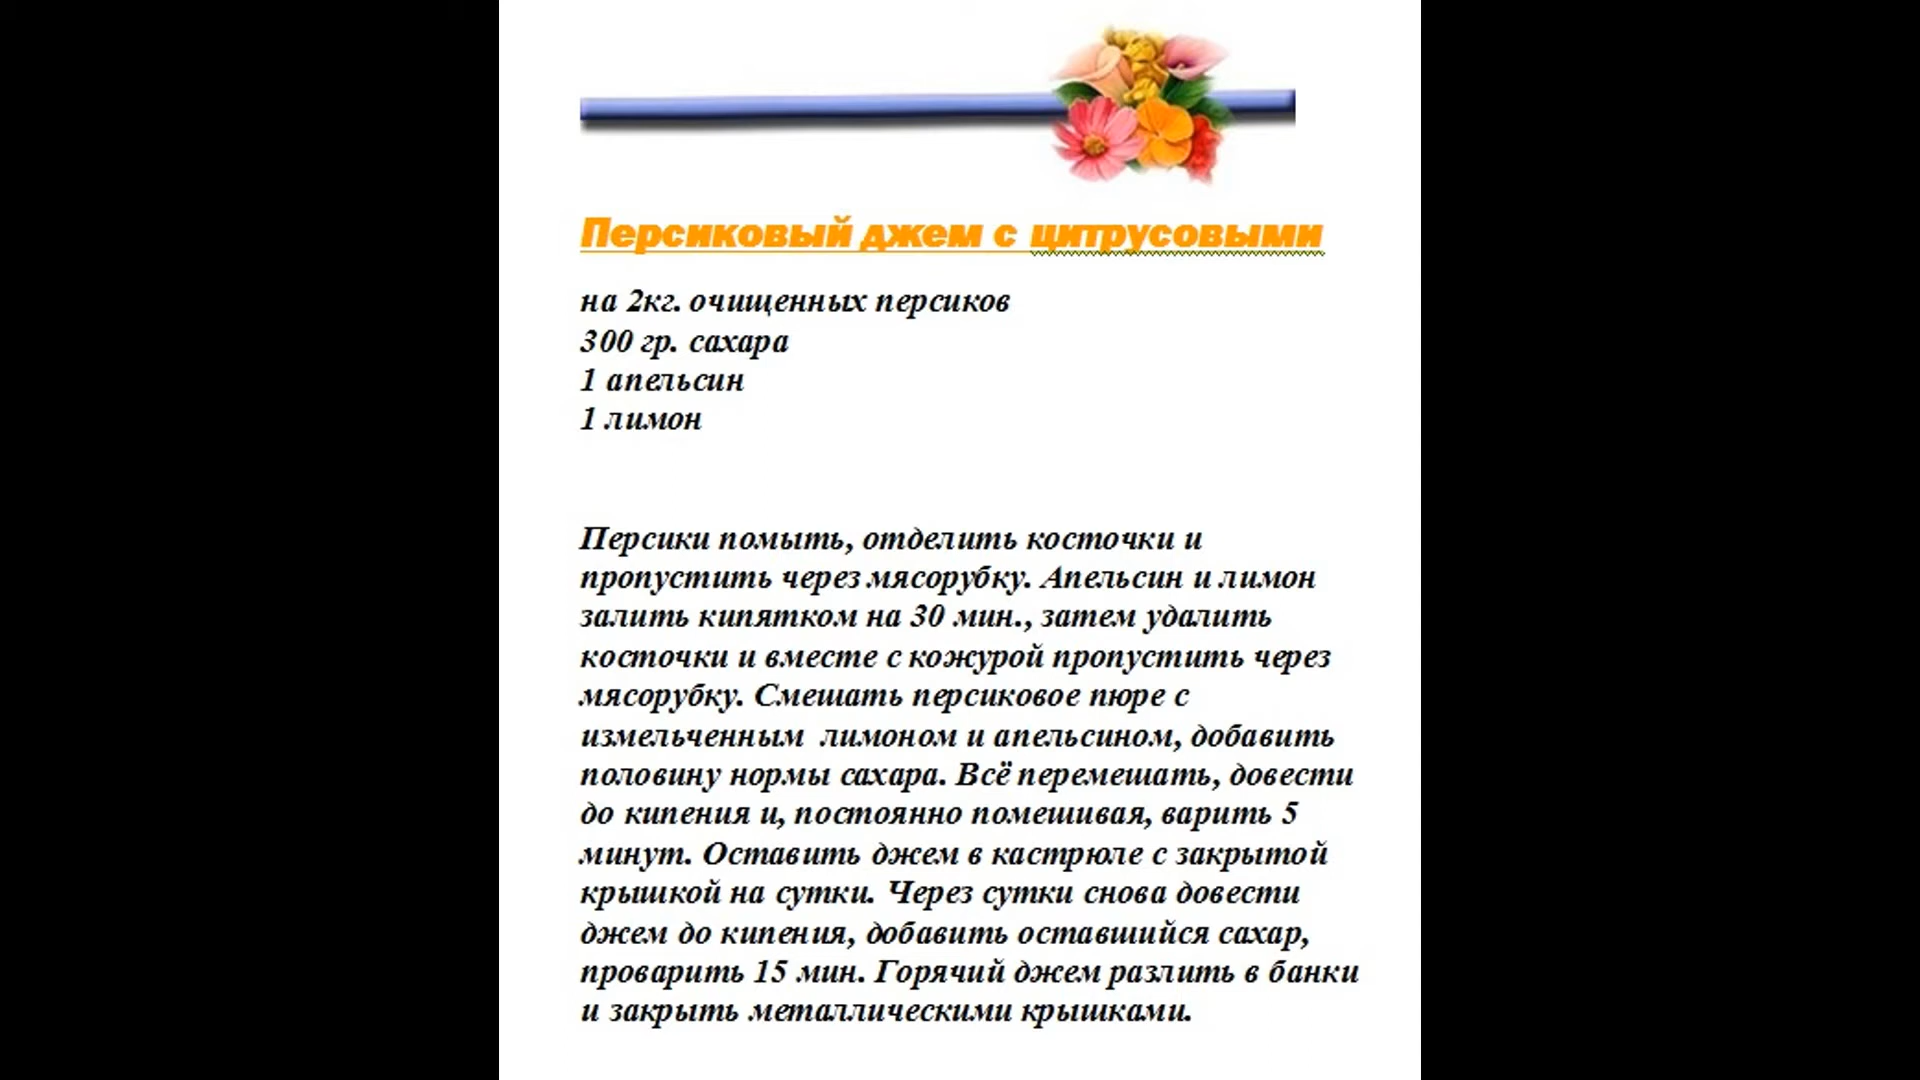 Персиковый джем с цитрусовыми
на 2кг. очищенных персиков
300 гр. сахара
1 апельсин
1 лимон
Персики помыть, отделить косточки и
пропустить через мясорубку. Апельсин и лимон
залить кипятком на 30 мин., затем удалить
косточки и вместе с кожурой пропустить через
мясорубку. Смешать персиковое пюре с
измельченным  лимоном и апельсином, добавить
половину нормы сахара. Всё перемешать, довести
до кипения и, постоянно помешивая, варить 5
минут. Оставить джем в кастрюле с закрытой
крышкой на сутки. Через сутки снова довести
джем до кипения, добавить оставшийся сахар,
проварить 15 мин. Горячий джем разлить в банки
и закрыть металлическими крышками.